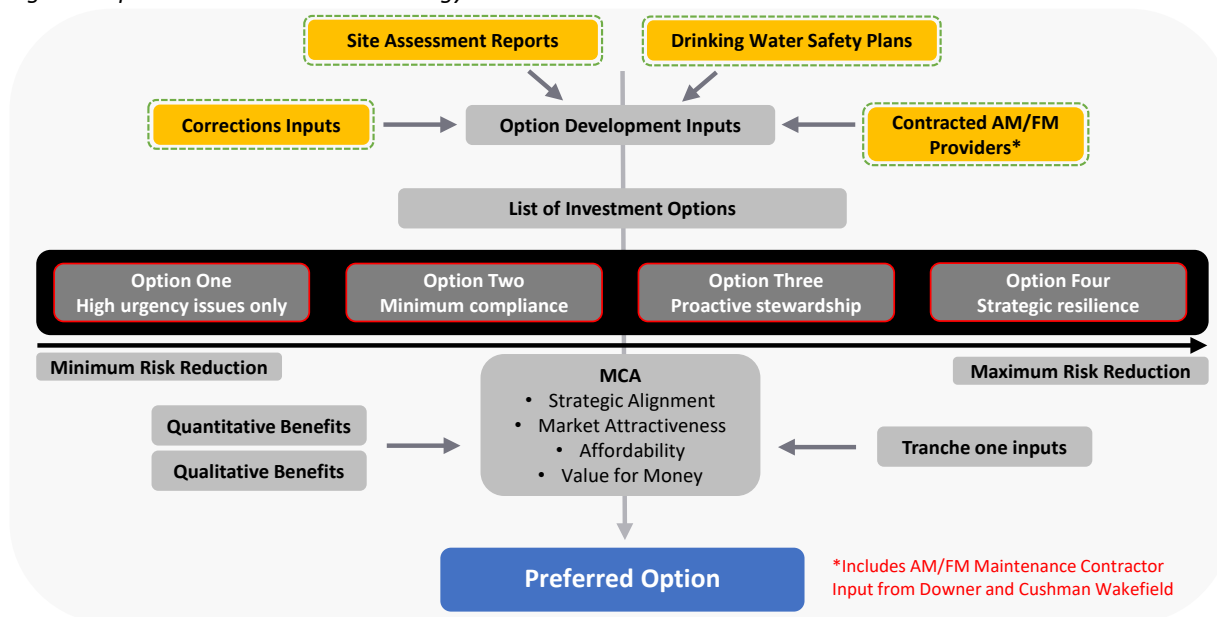 Site Assessment Reports
Drinking Water Safety Plans
Corrections Inputs
Option Development Inputs
Contracted AM/FM
Providers*
List of Investment Options
Option One
High urgency issues only
Option Two
Minimum compliance
Option Three
Proactive stewardship
Option Four
Strategic resilience
Minimum Risk Reduction
Maximum Risk Reduction
MCA
• Strategic Alignment
• Market Attractiveness
• Affordability
• Value for Money
Quantitative Benefits
Qualitative Benefits
Tranche one inputs
Preferred Option
*Includes AM/FM Maintenance Contractor
Input from Downer and Cushman Wakefield